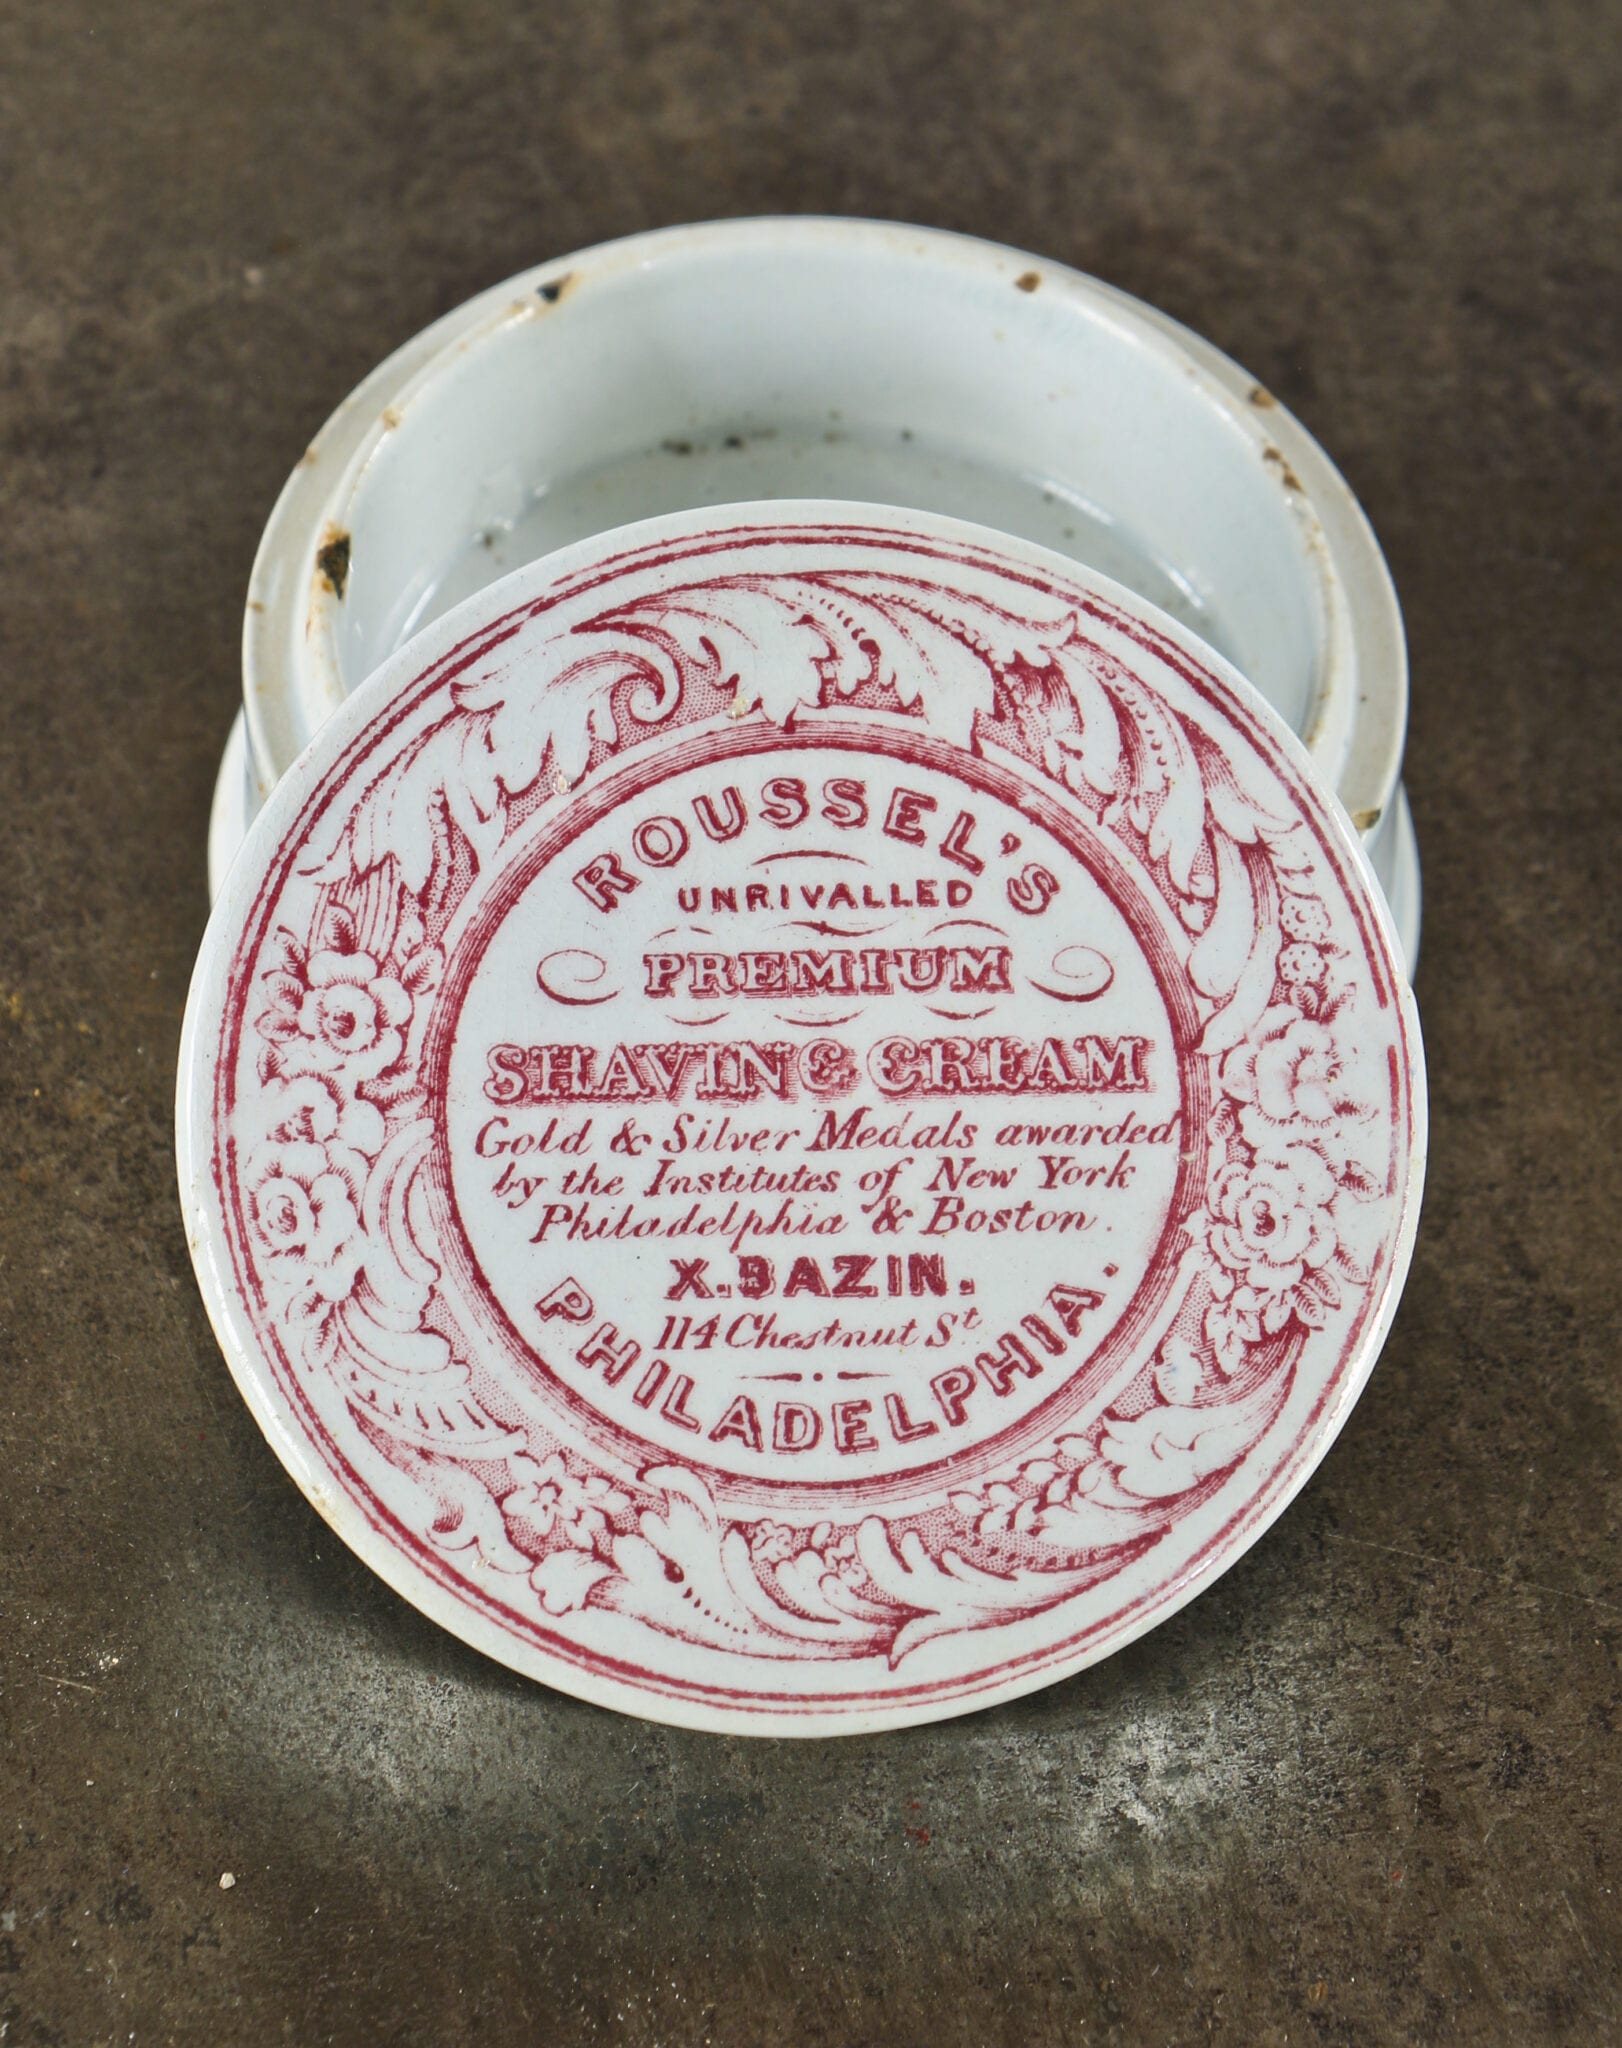 ROUSSEL'S
UNRIVALLED
PREMIUM
SHAVING CREAM
Gold & Silver Medals awarded
by the Institutes of New York
Philadelphia & Boston.
X. BAZIN.
114 Chestnut St
PHILADELPHIA.